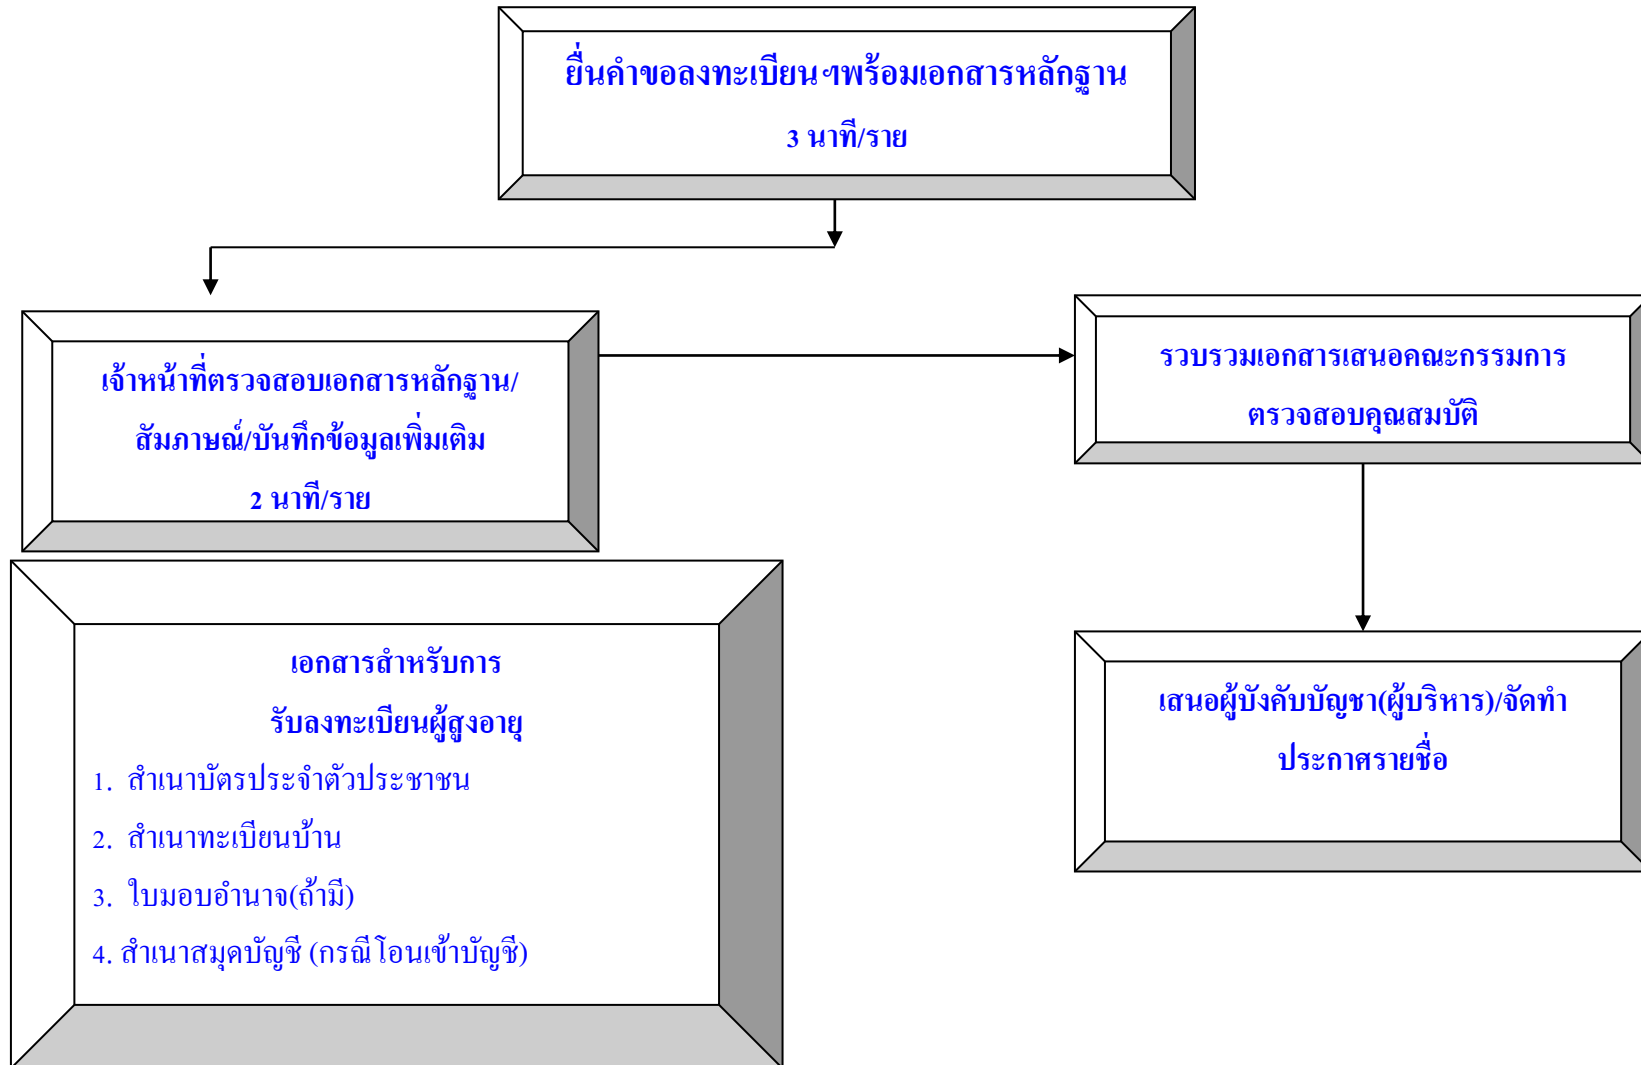 ยื่นคำขอลงทะเบียนฯพร้อมเอกสารหลักฐาน
3 นาที/ราย
เจ้าหน้าที่ตรวจสอบเอกสารหลักฐาน/
สัมภาษณ์/บันทึกข้อมูลเพิ่มเติม
2 นาที/ราย
รวบรวมเอกสารเสนอคณะกรรมการ
ตรวจสอบคุณสมบัติ
เอกสารสำหรับการ
รับลงทะเบียนผู้สูงอายุ
1. สำเนาบัตรประจำตัวประชาชน
2. สำเนาทะเบียนบ้าน
3. ใบมอบอำนาจ(ถ้ามี)
4. สำเนาสมุดบัญชี (กรณีโอนเข้าบัญชี)
เสนอผู้บังคับบัญชา(ผู้บริหาร)/จัดทำ
ประกาศรายชื่อ